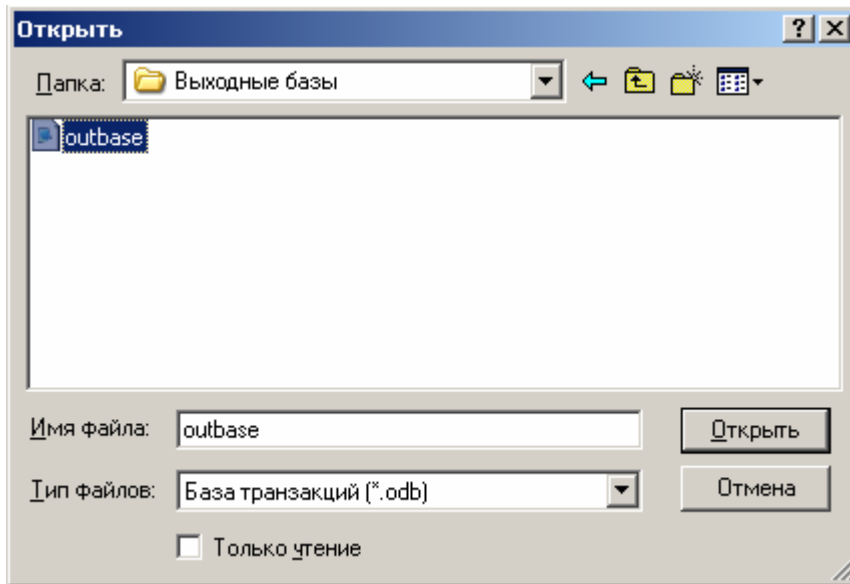 Открыть
Папка: Выходные базы
outbase
Имя файла: outbase Открыть
Тип файлов: База транзакций (*.odb) Отмена
Только чтение